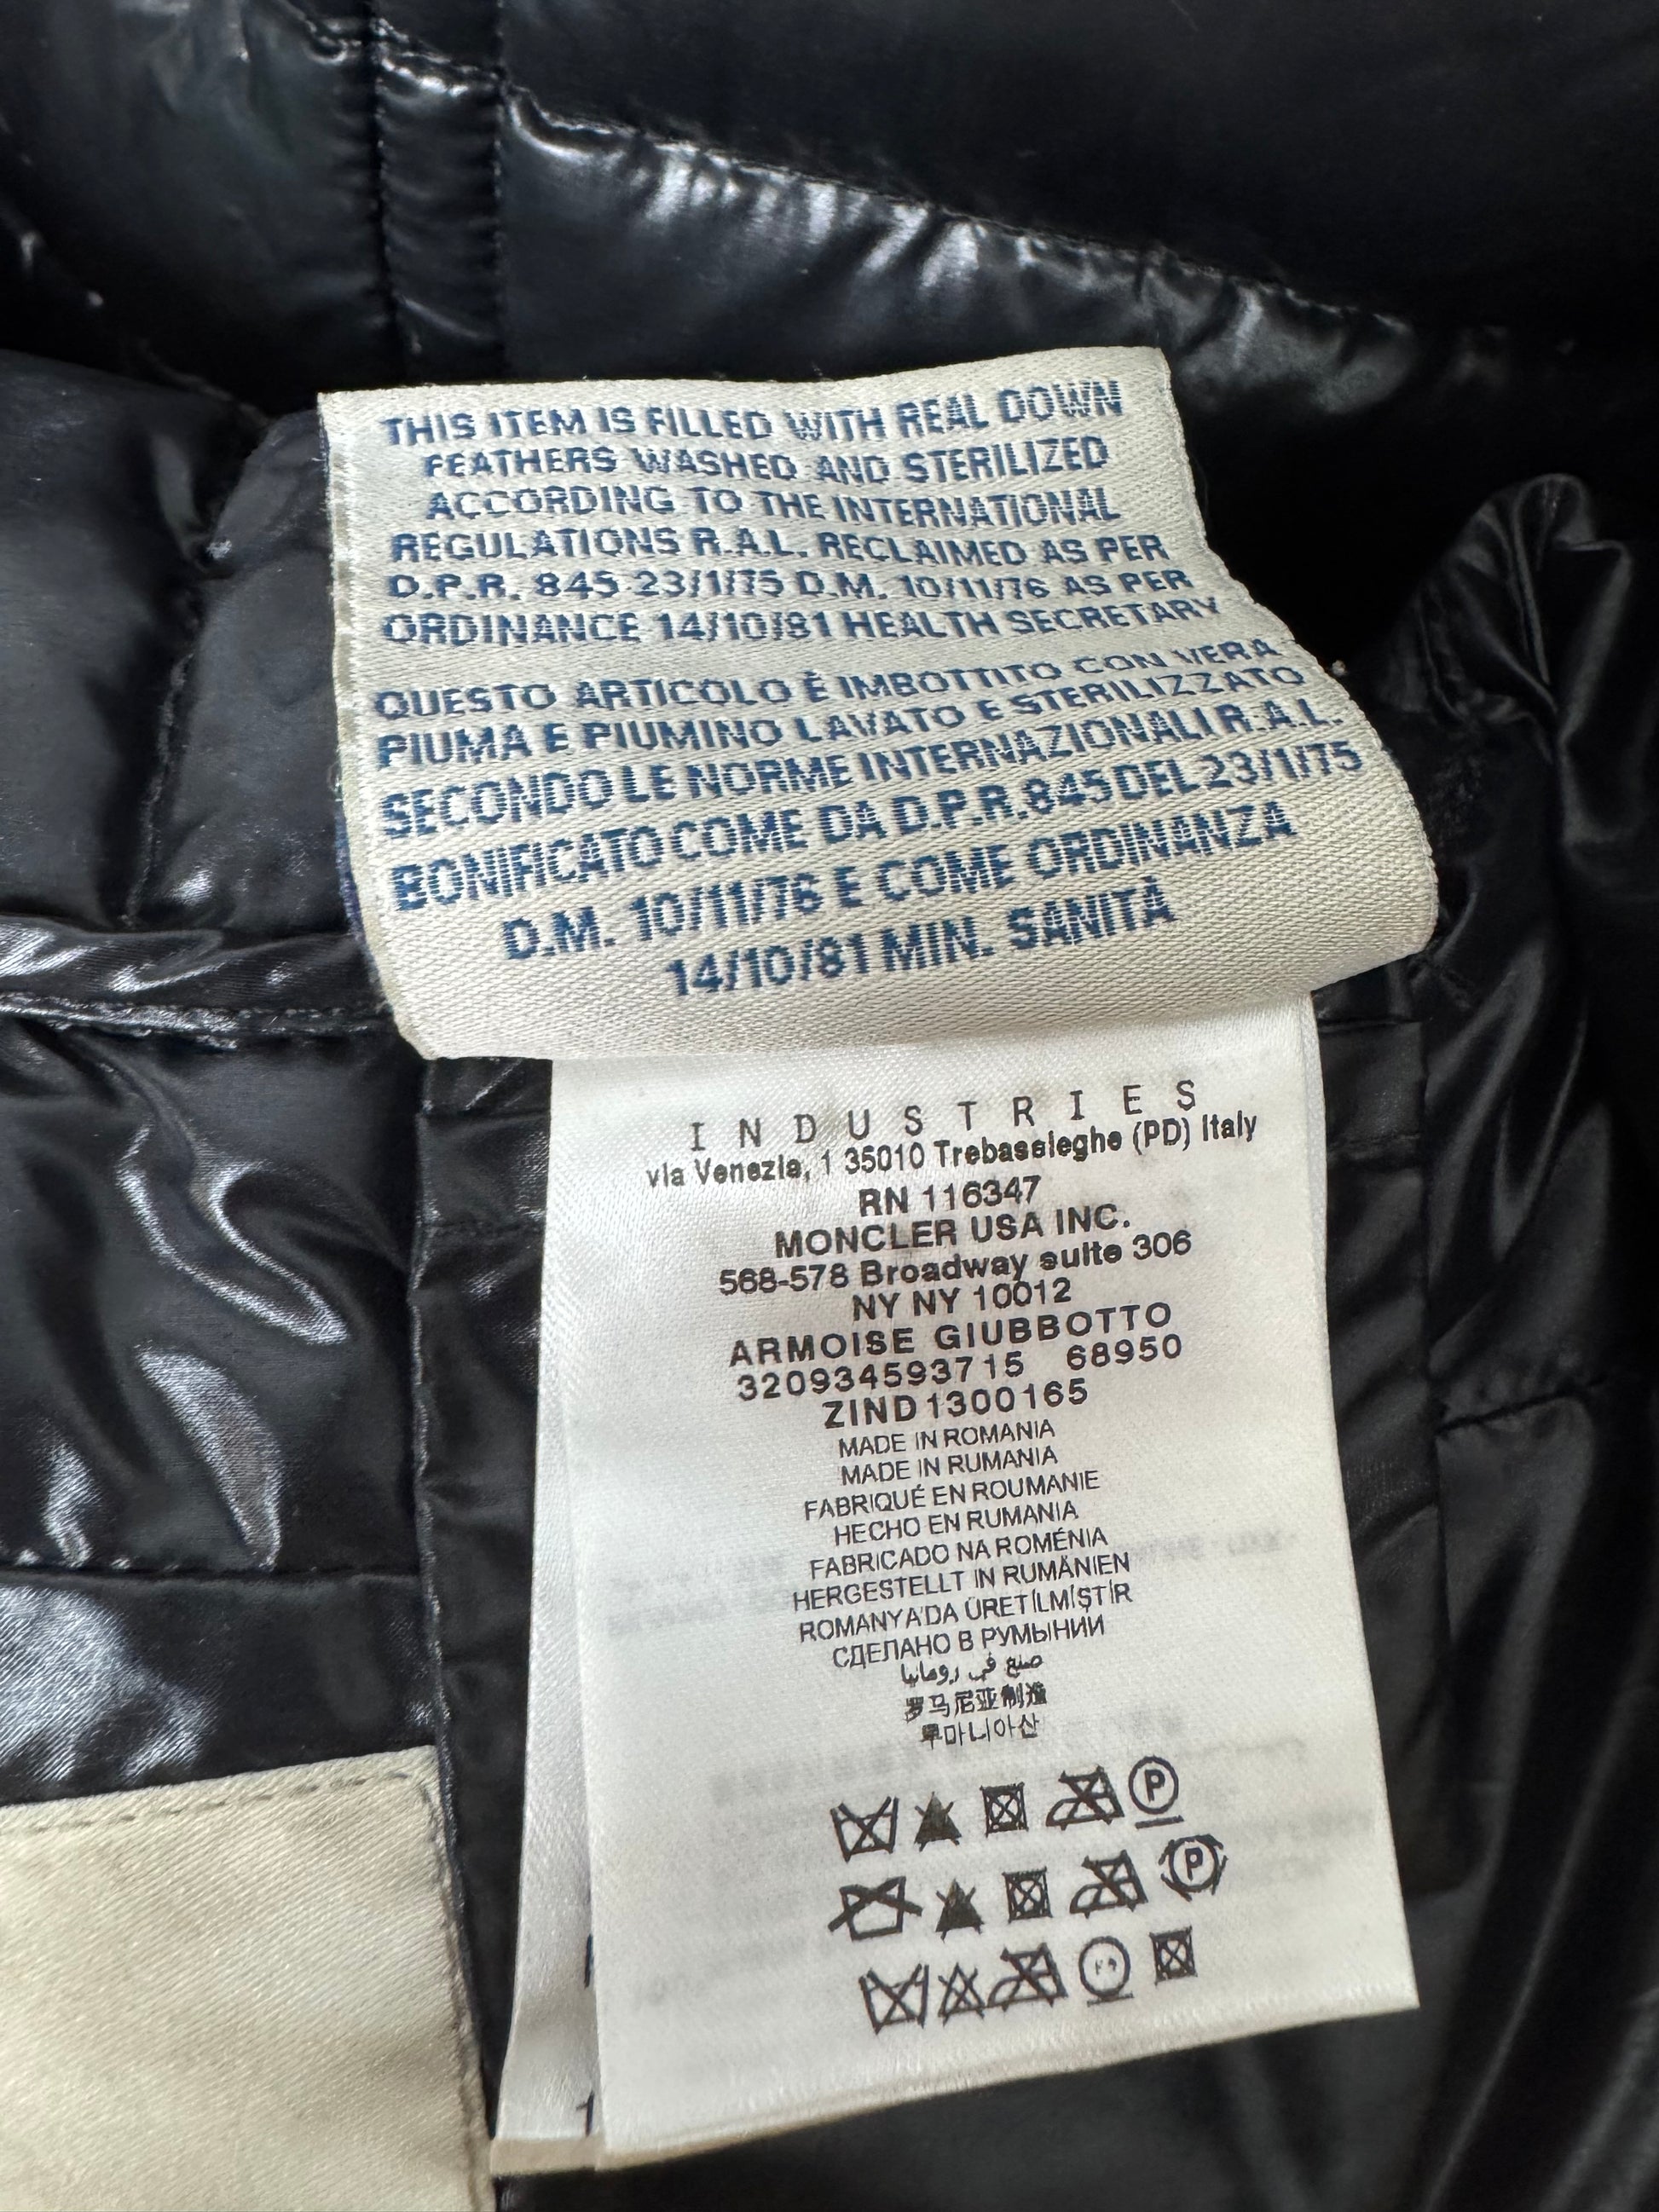 THIS ITEM IS FILLED WITH REAL DOWN
FEATHERS WASHED AND STERILIZED
ACCORDING TO THE INTERNATIONAL
REGULATIONS R.A.L. RECLAIMED AS PER
D.P.R. 845 23/1/75 D.M. 10/11/76 AS PER
ORDINANCE 14/10/81 HEALTH SECRETARY
QUESTO ARTICOLO È IMBOTTITO CON VERA
PIUMA E PIUMINO LAVATO E STERILIZZATO
SECONDO LE NORME INTERNAZIONALI R.A.L.
BONIFICATO COME DA D.P.R. 845 DEL 23/1/75
D.M. 10/11/76 E COME ORDINANZA
14/10/81 MIN. SANITÀ
INDUSTRIES
via Venezia, 1 35010 Trebaseleghe (PD) Italy
RN 116347
MONCLER USA INC.
568-578 Broadway suite 306
NY NY 10012
ARMOISE GIUBBOTTO
320934593715 68950
ZIND1300165
MADE IN ROMANIA
MADE IN RUMANIA
FABRIQUÉ EN ROUMANIE
HECHO EN RUMANIA
FABRICADO NA ROMÉNIA
HERGESTELLT IN RUMÄNIEN
ROMANYA'DA ÜRETİLMİŞTİR
СДЕЛАНО В РУМЫНИИ
صنع في رومانيا
罗马尼亚制造
루마니아산
P
P